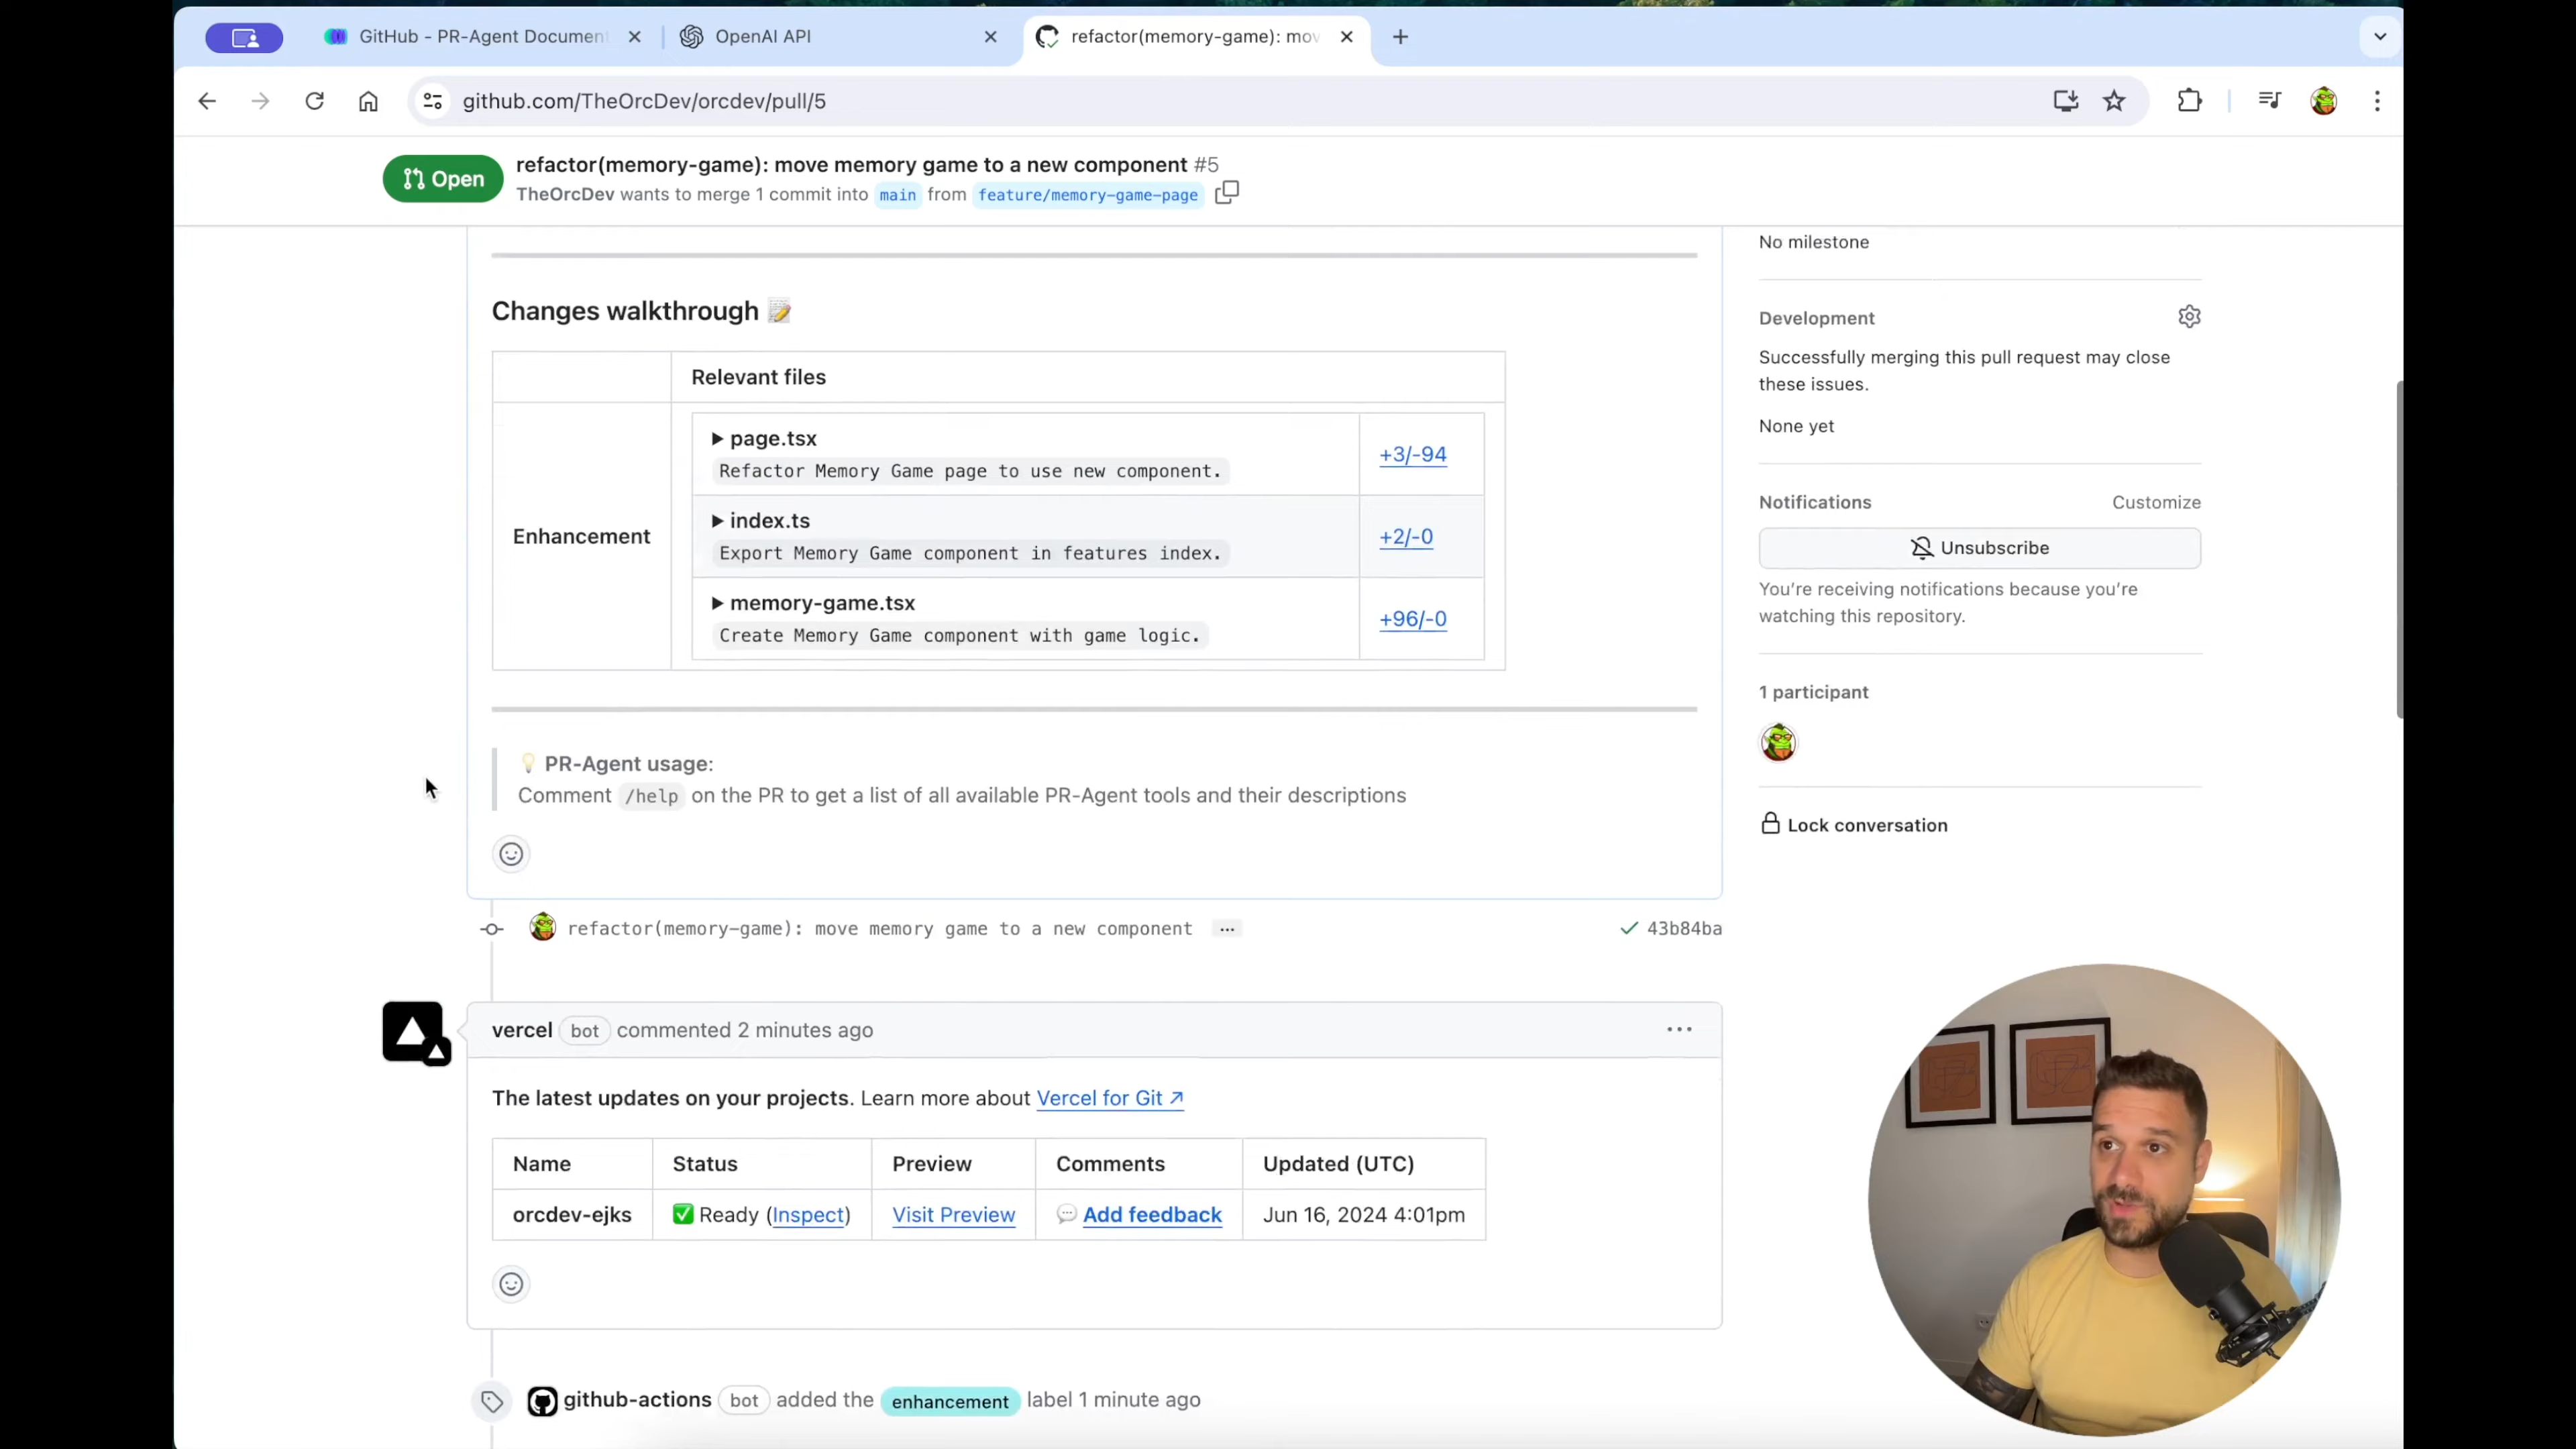 GitHub - PR-Agent Document
OpenAI API
refactor(memory-game): mov
github.com/TheOrcDev/orcdev/pull/5
Open
refactor(memory-game): move memory game to a new component #5
TheOrcDev wants to merge 1 commit into main from feature/memory-game-page
Changes walkthrough
Relevant files
Enhancement
page.tsx
Refactor Memory Game page to use new component.
+3/-94
index.ts
Export Memory Game component in features index.
+2/-0
memory-game.tsx
Create Memory Game component with game logic.
+96/-0
PR-Agent usage:
Comment /help on the PR to get a list of all available PR-Agent tools and their descriptions
refactor(memory-game): move memory game to a new component ...
43b84ba
vercel bot commented 2 minutes ago
The latest updates on your projects. Learn more about Vercel for Git ↗
Name Status Preview Comments Updated (UTC)
orcdev-ejks ✅ Ready (Inspect) Visit Preview Add feedback Jun 16, 2024 4:01pm
github-actions bot added the enhancement label 1 minute ago
No milestone
Development
Successfully merging this pull request may close
these issues.
None yet
Notifications
Customize
Unsubscribe
You're receiving notifications because you're
watching this repository.
1 participant
Lock conversation